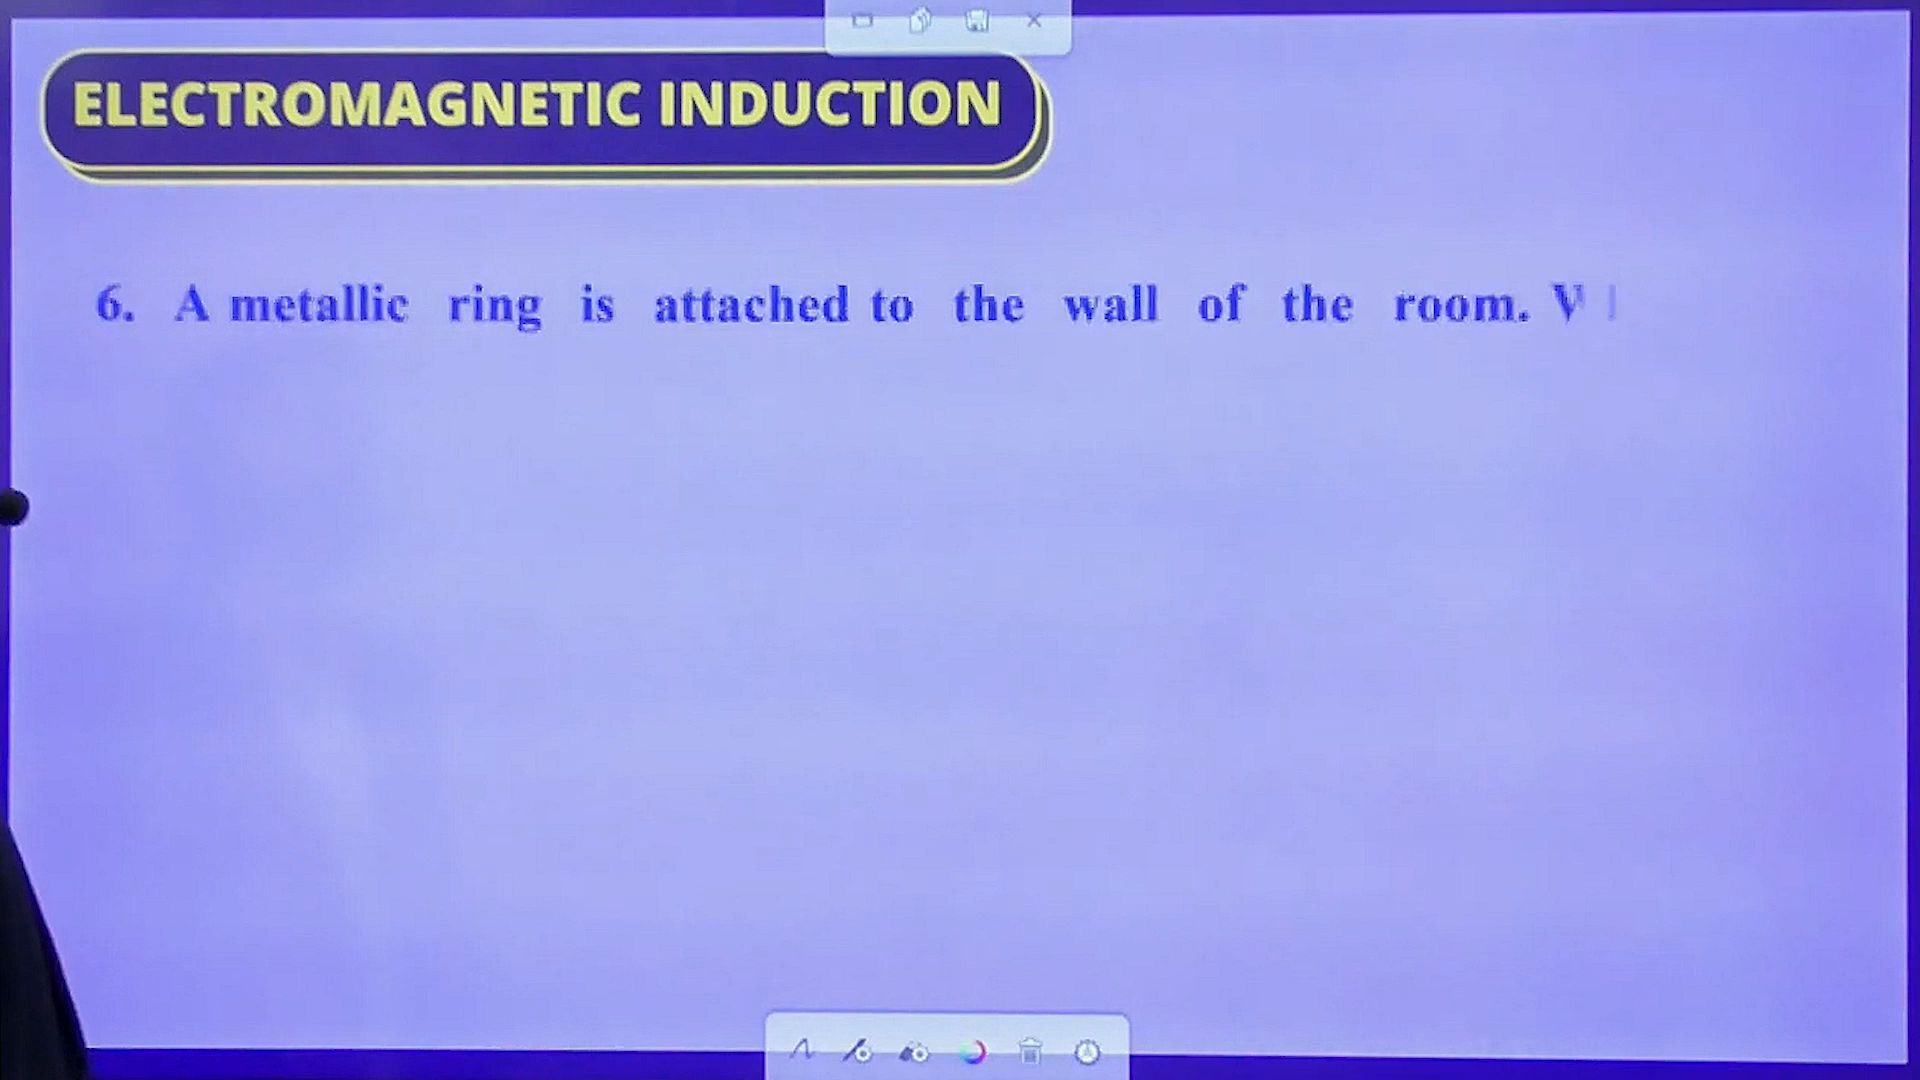 ELECTROMAGNETIC INDUCTION
6. A metallic ring is attached to the wall of the room.